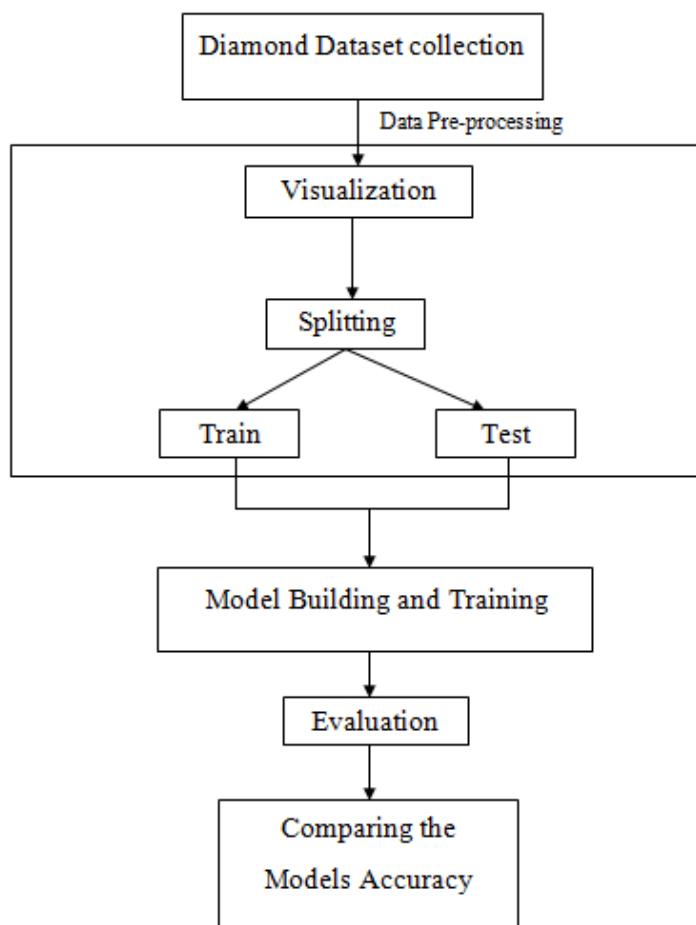 Diamond Dataset collection
Data Pre-processing
Visualization
Splitting
Train
Test
Model Building and Training
Evaluation
Comparing the
Models Accuracy